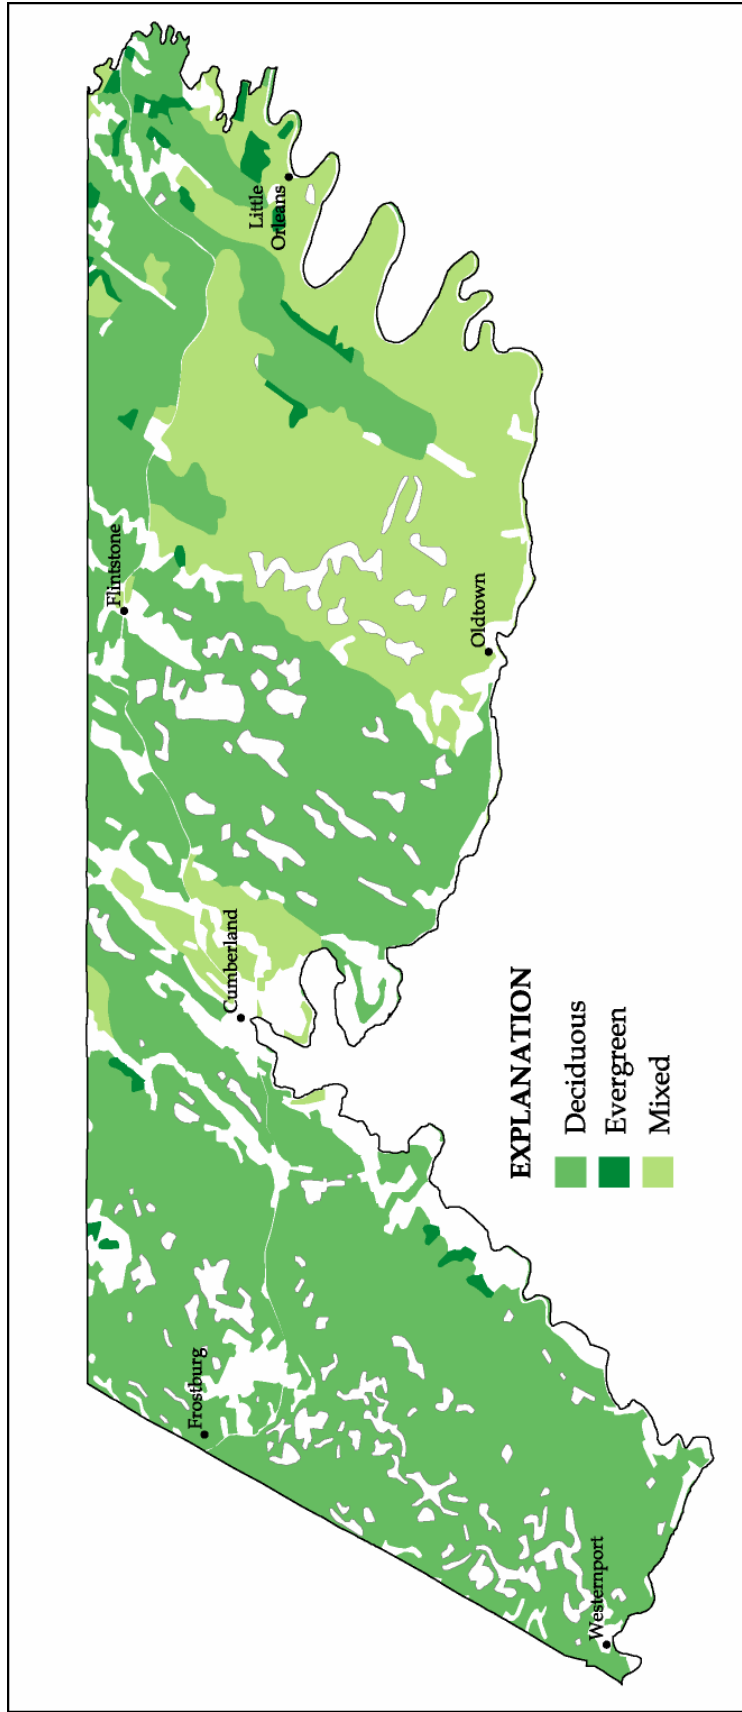 Frostburg
Cumberland
Flintstone
Little
Orleans
Oldtown
Westernport
EXPLANATION
Deciduous
Evergreen
Mixed